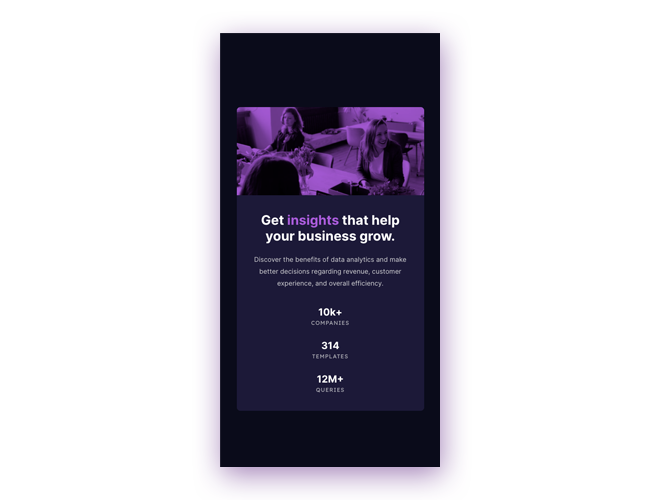 Get insights that help
your business grow.
Discover the benefits of data analytics and make
better decisions regarding revenue, customer
experience, and overall efficiency.
10k+
COMPANIES
314
TEMPLATES
12M+
QUERIES